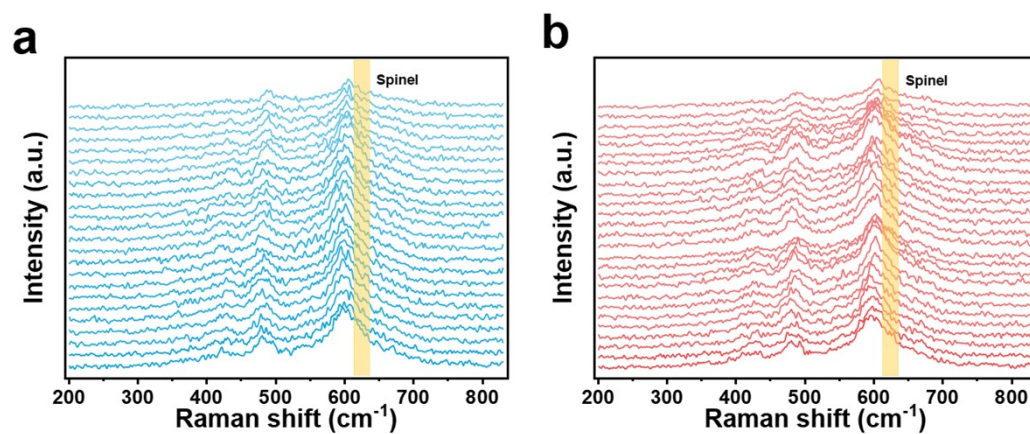 a
Spinel
Intensity (a.u.)
200 300 400 500 600 700 800
Raman shift (cm⁻¹)
b
Spinel
Intensity (a.u.)
200 300 400 500 600 700 800
Raman shift (cm⁻¹)